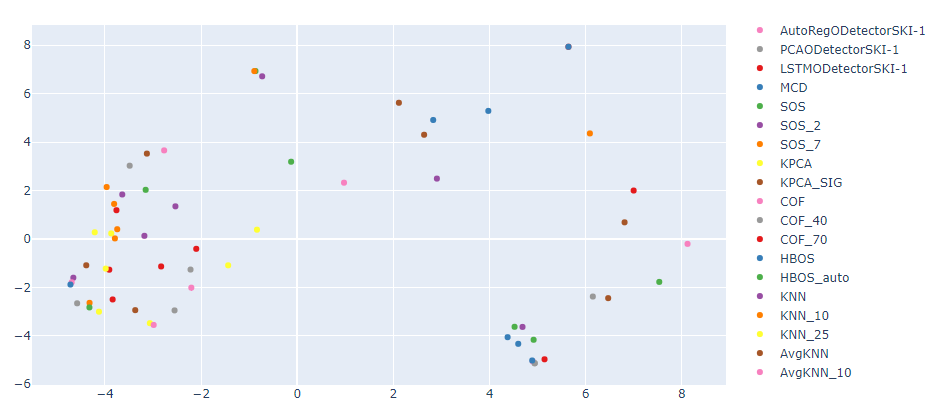 8
6
4
2
0
−2
−4
−6
−4
−2
0
2
4
6
8
AutoRegODetectorSKI-1
PCAODetectorSKI-1
LSTMODetectorSKI-1
MCD
SOS
SOS_2
SOS_7
KPCA
KPCA_SIG
COF
COF_40
COF_70
HBOS
HBOS_auto
KNN
KNN_10
KNN_25
AvgKNN
AvgKNN_10